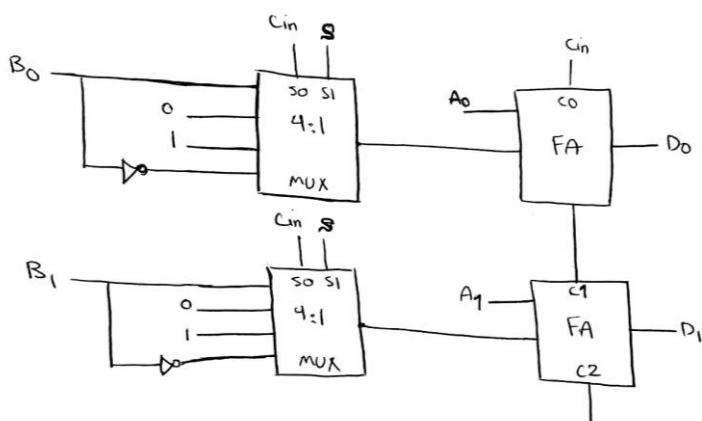 Cin S
B0
S0 S1
0
4:1
1
MUX
Cin
A0
C0
FA
D0
Cin S
B1
S0 S1
0
4:1
1
MUX
A1
C1
FA
D1
C2